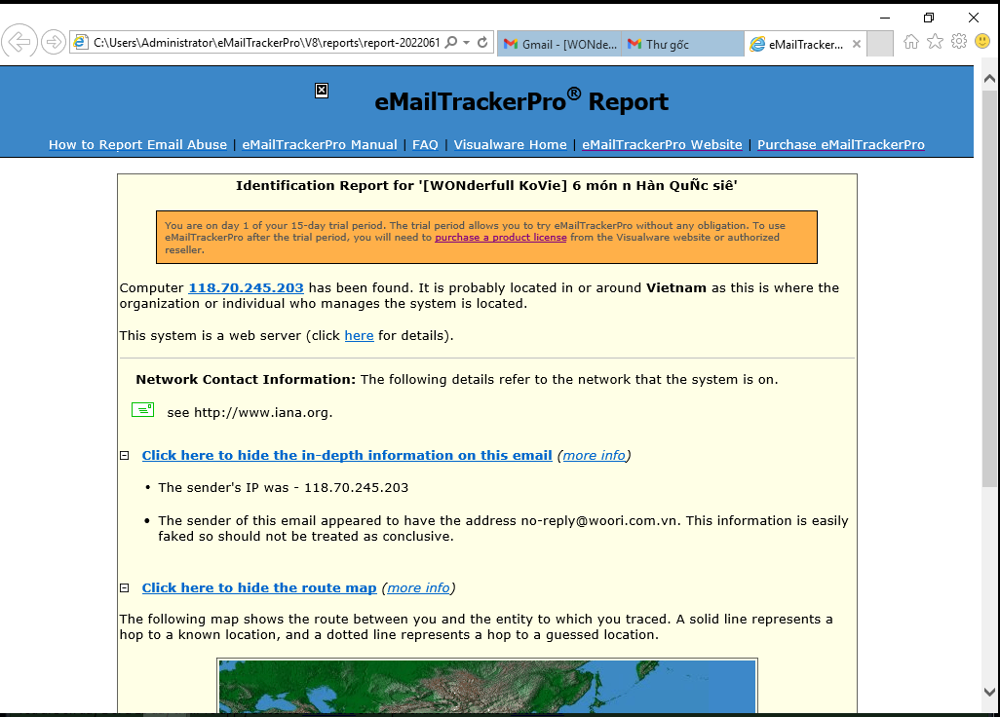 C:\Users\Administrator\eMailTrackerPro\V8\reports\report-2022061
Gmail - [WONde...
Thư gốc
eMailTracker...
eMailTrackerPro® Report
How to Report Email Abuse | eMailTrackerPro Manual | FAQ | Visualware Home | eMailTrackerPro Website | Purchase eMailTrackerPro
Identification Report for '[WONderfull KoVie] 6 món n Hàn QuÑc siê'
You are on day 1 of your 15-day trial period. The trial period allows you to try eMailTrackerPro without any obligation. To use
eMailTrackerPro after the trial period, you will need to purchase a product license from the Visualware website or authorized
reseller.
Computer 118.70.245.203 has been found. It is probably located in or around Vietnam as this is where the
organization or individual who manages the system is located.
This system is a web server (click here for details).
Network Contact Information: The following details refer to the network that the system is on.
see http://www.iana.org.
Click here to hide the in-depth information on this email (more info)
• The sender's IP was - 118.70.245.203
• The sender of this email appeared to have the address no-reply@woori.com.vn. This information is easily
faked so should not be treated as conclusive.
Click here to hide the route map (more info)
The following map shows the route between you and the entity to which you traced. A solid line represents a
hop to a known location, and a dotted line represents a hop to a guessed location.